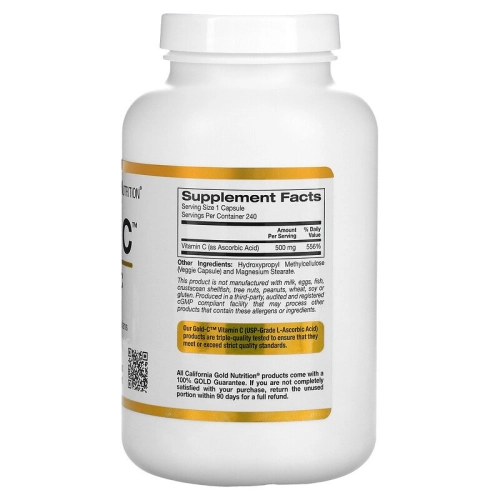 NUTRITION®
C™
Supplement Facts
Serving Size 1 Capsule
Servings Per Container 240
Amount Per Serving
% Daily Value
Vitamin C (as Ascorbic Acid) 500 mg 556%
Other Ingredients: Hydroxypropyl Methylcellulose
(Veggie Capsule) and Magnesium Stearate.
This product is not manufactured with milk, eggs, fish,
crustacean shellfish, tree nuts, peanuts, wheat, soy or
gluten. Produced in a third-party, audited and registered
cGMP compliant facility that may process other
products that contain these allergens or ingredients.
Our Gold-C™ Vitamin C (USP-Grade L-Ascorbic Acid)
products are triple-quality tested to ensure that they
meet or exceed strict quality standards.
All California Gold Nutrition® products come with a
100% GOLD Guarantee. If you are not completely
satisfied with your purchase, return the unused
portion within 90 days for a full refund.